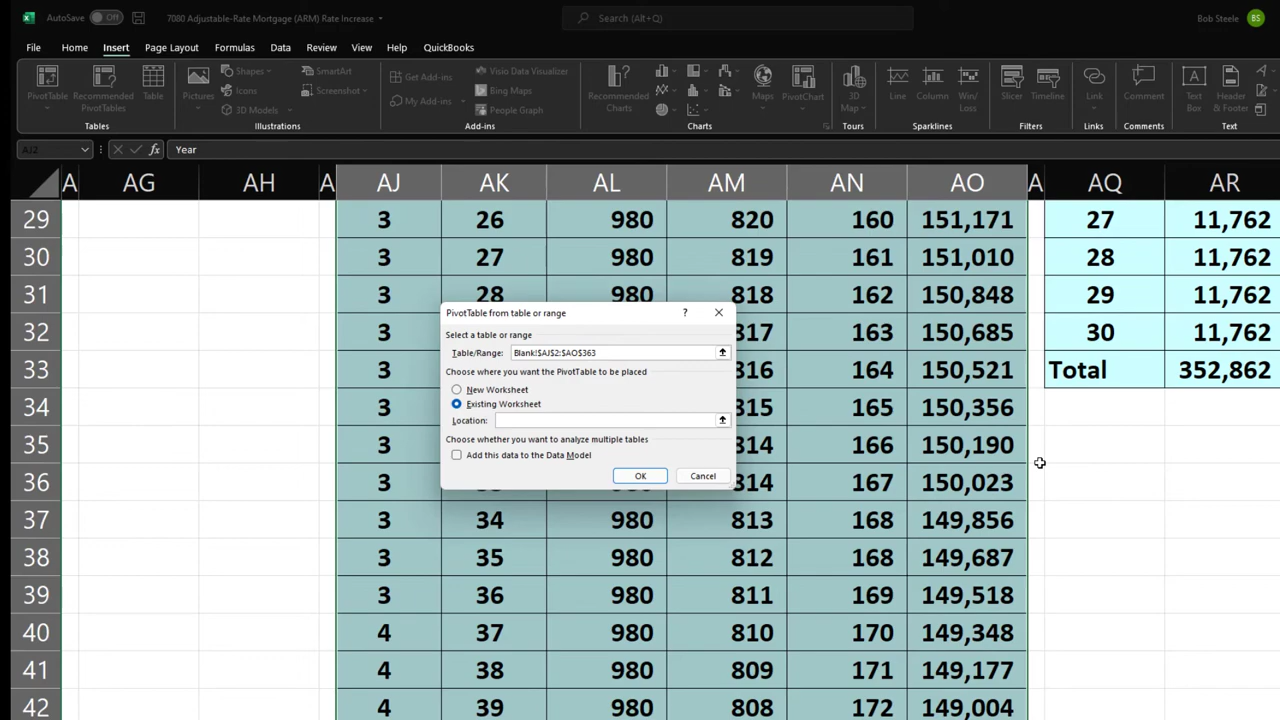 AutoSave Off 7080 Adjustable-Rate Mortgage (ARM) Rate Increase Search (Alt+Q) Bob Steele BS
File Home Insert Page Layout Formulas Data Review View Help QuickBooks
PivotTable Recommended PivotTables Table Pictures Shapes Icons 3D Models SmartArt Screenshot Get Add-ins My Add-ins Visio Data Visualizer Bing Maps People Graph Recommended Charts Maps PivotChart 3D Map Line Column Win/Loss Slicer Timeline Link Comment Text Box Header & Footer
Tables Illustrations Add-ins Charts Tours Sparklines Filters Links Comments Text
AJ2 fx Year
A AG AH A AJ AK AL AM AN AO A AQ AR
29 3 26 980 820 160 151,171 27 11,762
30 3 27 980 819 161 151,010 28 11,762
31 3 28 980 818 162 150,848 29 11,762
32 3 317 163 150,685 30 11,762
33 3 316 164 150,521 Total 352,862
34 3 315 165 150,356
35 3 314 166 150,190
36 3 314 167 150,023
37 3 34 980 813 168 149,856
38 3 35 980 812 168 149,687
39 3 36 980 811 169 149,518
40 4 37 980 810 170 149,348
41 4 38 980 809 171 149,177
42 4 39 980 808 172 149,004
PivotTable from table or range ?
Select a table or range
Table/Range: Blank!$AJ$2:$AO$363
Choose where you want the PivotTable to be placed
New Worksheet
Existing Worksheet
Location:
Choose whether you want to analyze multiple tables
Add this data to the Data Model
OK Cancel